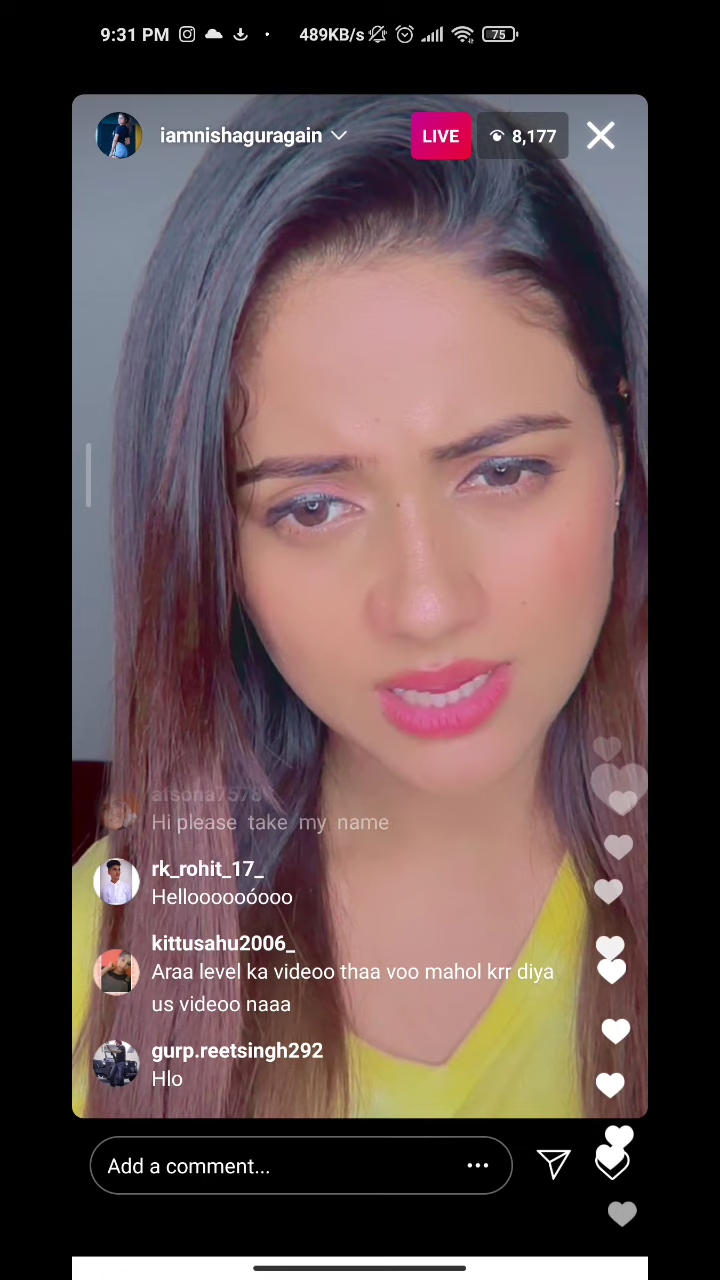 9:31 PM
489KB/s
75
iamnishaguragain
LIVE
8,177
Hi please take my name
rk_rohit_17_
Helloooooóooo
kittusahu2006_
Araa level ka videoo thaa voo mahol krr diya
us videoo naaa
gurp.reetsingh292
Hlo
Add a comment...